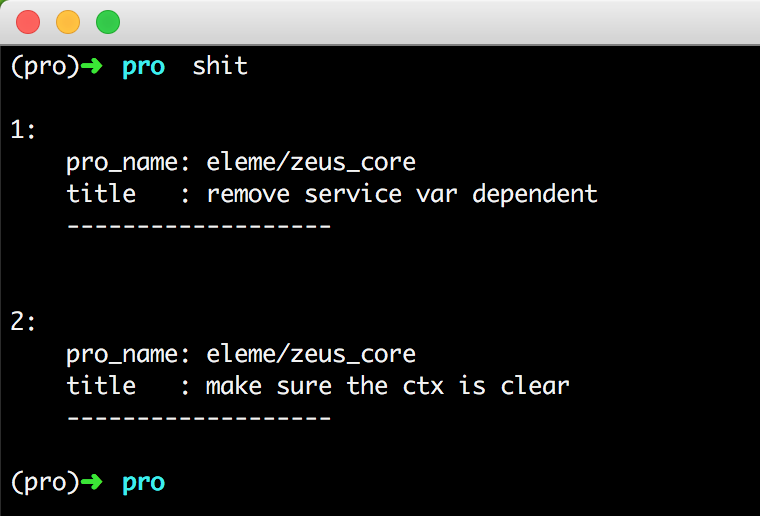 (pro)➜ pro  shit
1:
    pro_name: eleme/zeus_core
    title   : remove service var dependent
    -------------------
2:
    pro_name: eleme/zeus_core
    title   : make sure the ctx is clear
    -------------------
(pro)➜ pro